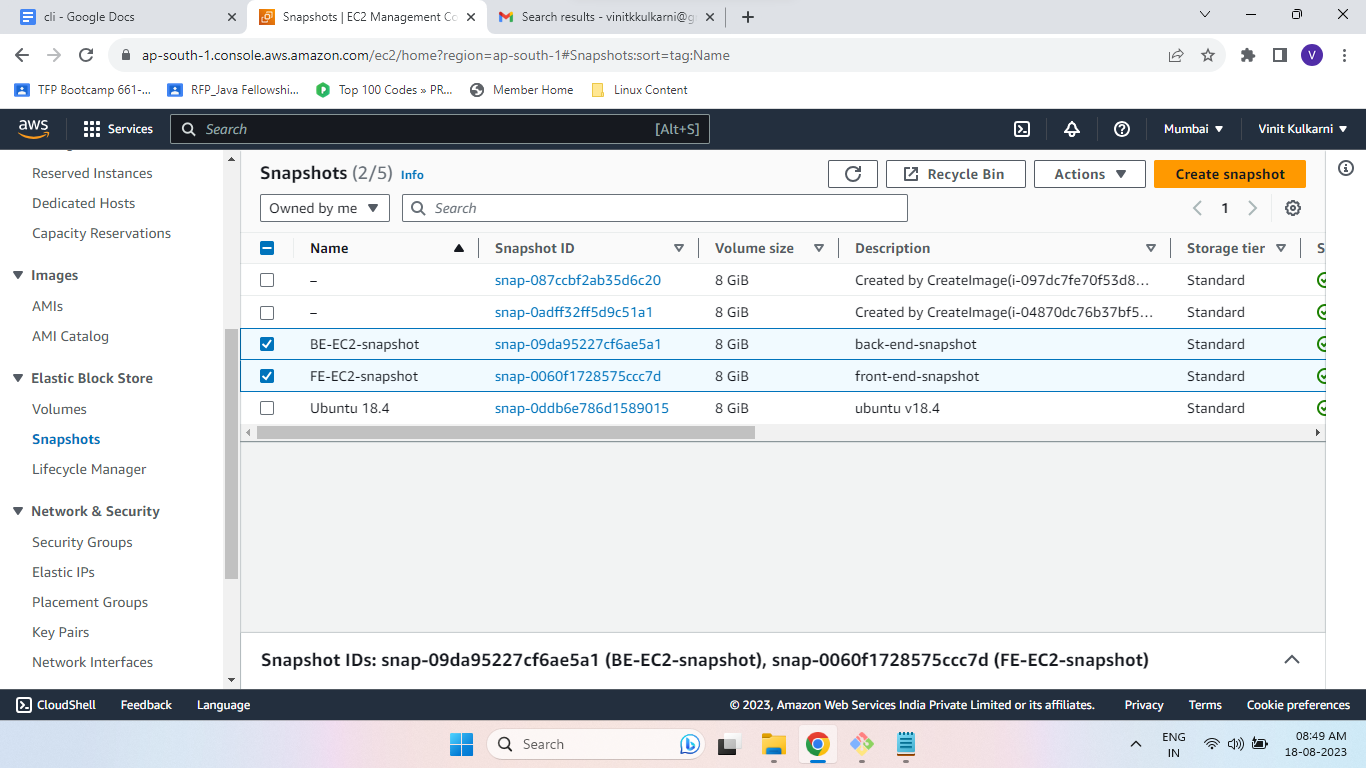 cli - Google Docs
Snapshots | EC2 Management Co
Search results - vinitkkulkarni@g
ap-south-1.console.aws.amazon.com/ec2/home?region=ap-south-1#Snapshots:sort=tag:Name
V
TFP Bootcamp 661-...
RFP_Java Fellowshi...
Top 100 Codes » PR...
Member Home
Linux Content
aws
Services
Search
[Alt+S]
Mumbai
Vinit Kulkarni
Reserved Instances
Dedicated Hosts
Capacity Reservations
Images
AMIs
AMI Catalog
Elastic Block Store
Volumes
Snapshots
Lifecycle Manager
Network & Security
Security Groups
Elastic IPs
Placement Groups
Key Pairs
Network Interfaces
Snapshots (2/5) Info
Recycle Bin
Actions
Create snapshot
Owned by me
Search
1
Name Snapshot ID Volume size Description Storage tier S
– snap-087ccbf2ab35d6c20 8 GiB Created by CreateImage(i-097dc7fe70f53d8... Standard
– snap-0adff32ff5d9c51a1 8 GiB Created by CreateImage(i-04870dc76b37bf5... Standard
BE-EC2-snapshot snap-09da95227cf6ae5a1 8 GiB back-end-snapshot Standard
FE-EC2-snapshot snap-0060f1728575ccc7d 8 GiB front-end-snapshot Standard
Ubuntu 18.4 snap-0ddb6e786d1589015 8 GiB ubuntu v18.4 Standard
Snapshot IDs: snap-09da95227cf6ae5a1 (BE-EC2-snapshot), snap-0060f1728575ccc7d (FE-EC2-snapshot)
CloudShell Feedback Language © 2023, Amazon Web Services India Private Limited or its affiliates. Privacy Terms Cookie preferences
Search
ENG
IN
08:49 AM
18-08-2023